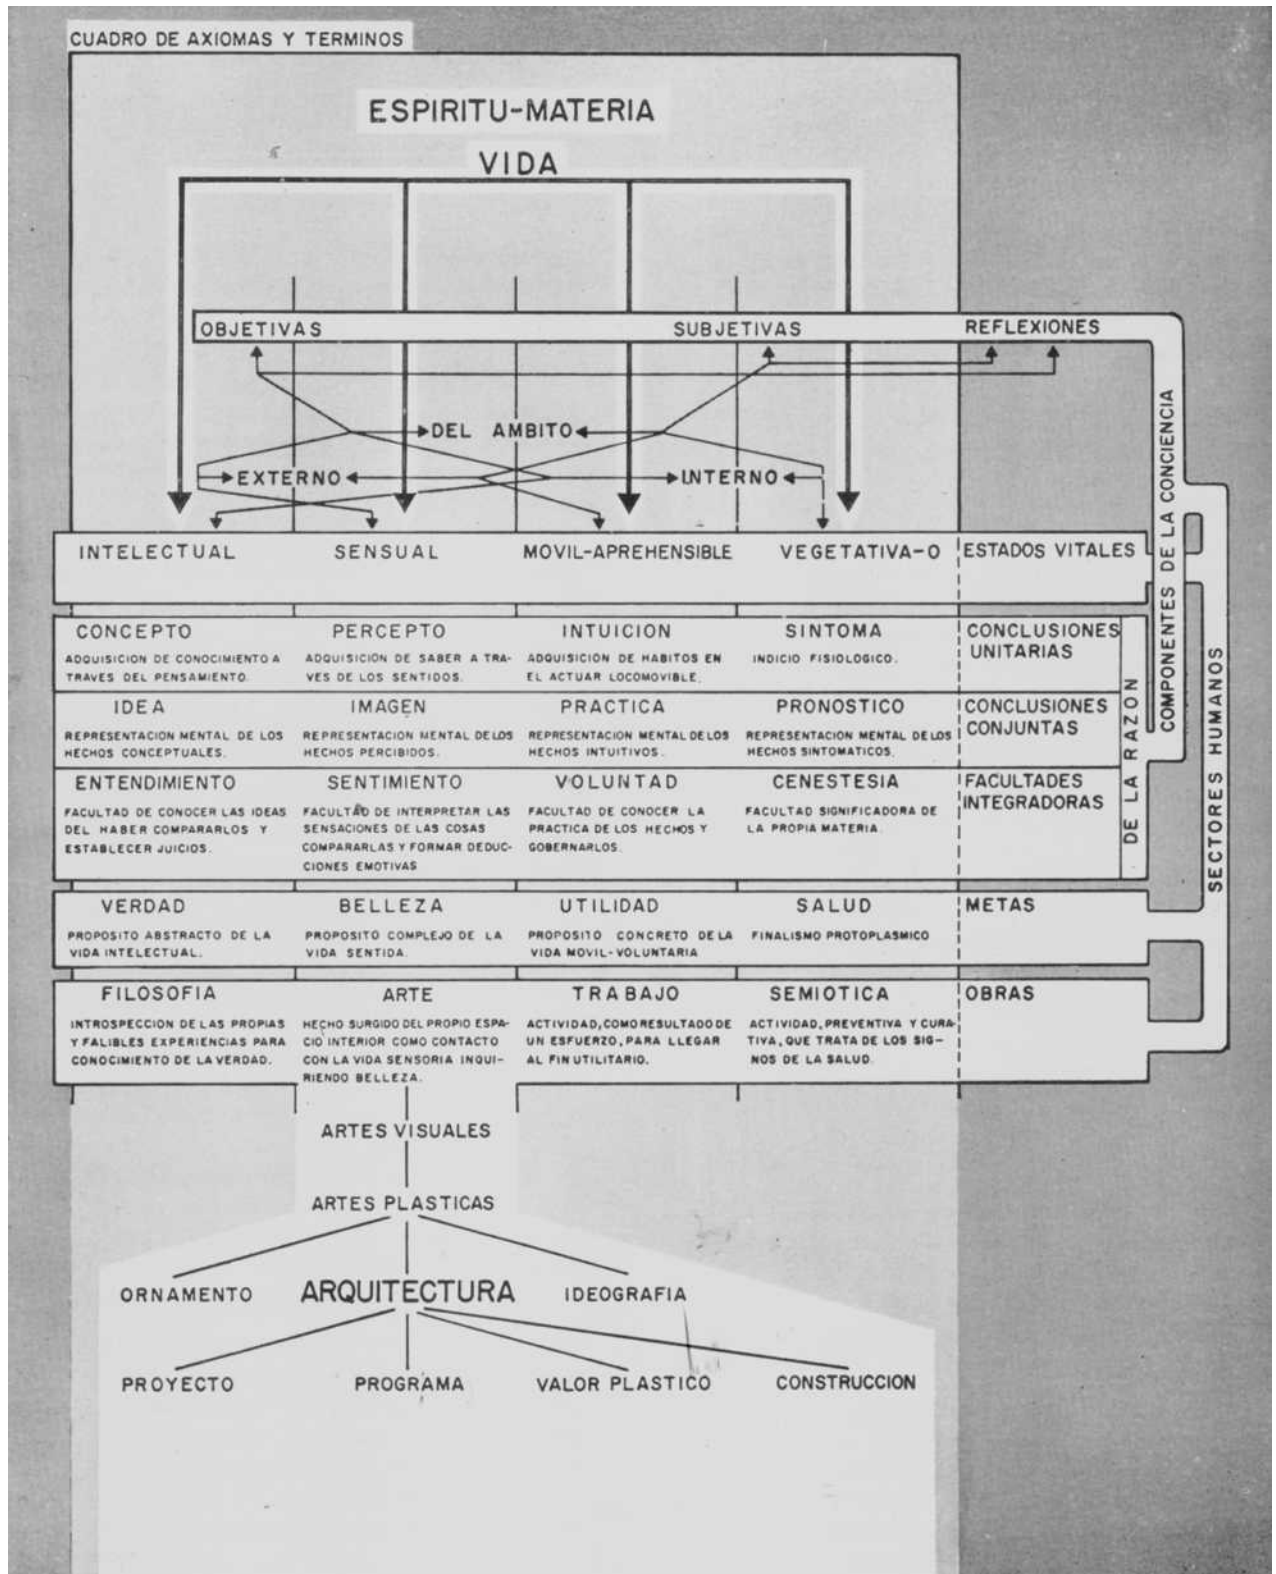 CUADRO DE AXIOMAS Y TERMINOS
ESPIRITU-MATERIA
VIDA
OBJETIVAS
SUBJETIVAS
REFLEXIONES
DEL AMBITO
EXTERNO
INTERNO
INTELECTUAL
SENSUAL
MOVIL-APREHENSIBLE
VEGETATIVA-O
ESTADOS VITALES
CONCEPTO
ADQUISICION DE CONOCIMIENTO A
TRAVES DEL PENSAMIENTO.
PERCEPTO
ADQUISICION DE SABER A TRA-
VES DE LOS SENTIDOS.
INTUICION
ADQUISICION DE HABITOS EN
EL ACTUAR LOCOMOVIBLE.
SINTOMA
INDICIO FISIOLOGICO.
CONCLUSIONES
UNITARIAS
IDEA
REPRESENTACION MENTAL DE LOS
HECHOS CONCEPTUALES.
IMAGEN
REPRESENTACION MENTAL DE LOS
HECHOS PERCIBIDOS.
PRACTICA
REPRESENTACION MENTAL DE LOS
HECHOS INTUITIVOS.
PRONOSTICO
REPRESENTACION MENTAL DE LOS
HECHOS SINTOMATICOS.
CONCLUSIONES
CONJUNTAS
ENTENDIMIENTO
FACULTAD DE CONOCER LAS IDEAS
DEL HABER COMPARARLOS Y
ESTABLECER JUICIOS.
SENTIMIENTO
FACULTAD DE INTERPRETAR LAS
SENSACIONES DE LAS COSAS
COMPARARLAS Y FORMAR DEDUC-
CIONES EMOTIVAS
VOLUNTAD
FACULTAD DE CONOCER LA
PRACTICA DE LOS HECHOS Y
GOBERNARLOS.
CENESTESIA
FACULTAD SIGNIFICADORA DE
LA PROPIA MATERIA.
FACULTADES
INTEGRADORAS
DE LA RAZON
COMPONENTES DE LA CONCIENCIA
SECTORES HUMANOS
VERDAD
PROPOSITO ABSTRACTO DE LA
VIDA INTELECTUAL.
BELLEZA
PROPOSITO COMPLEJO DE LA
VIDA SENTIDA.
UTILIDAD
PROPOSITO CONCRETO DE LA
VIDA MOVIL-VOLUNTARIA
SALUD
FINALISMO PROTOPLASMICO
METAS
FILOSOFIA
INTROSPECCION DE LAS PROPIAS
Y FALIBLES EXPERIENCIAS PARA
CONOCIMIENTO DE LA VERDAD.
ARTE
HECHO SURGIDO DEL PROPIO ESPA-
CIO INTERIOR COMO CONTACTO
CON LA VIDA SENSORIA INQUI-
RIENDO BELLEZA.
TRABAJO
ACTIVIDAD, COMO RESULTADO DE
UN ESFUERZO, PARA LLEGAR
AL FIN UTILITARIO.
SEMIOTICA
ACTIVIDAD, PREVENTIVA Y CURA-
TIVA, QUE TRATA DE LOS SIG-
NOS DE LA SALUD.
OBRAS
ARTES VISUALES
ARTES PLASTICAS
ORNAMENTO
ARQUITECTURA
IDEOGRAFIA
PROYECTO
PROGRAMA
VALOR PLASTICO
CONSTRUCCION